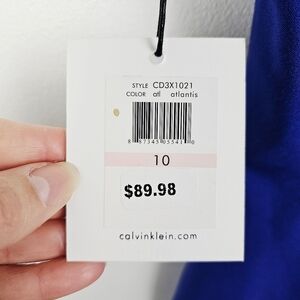 STYLE CD3X1021
COLOR atl atlantis
10
$89.98
calvinklein.com